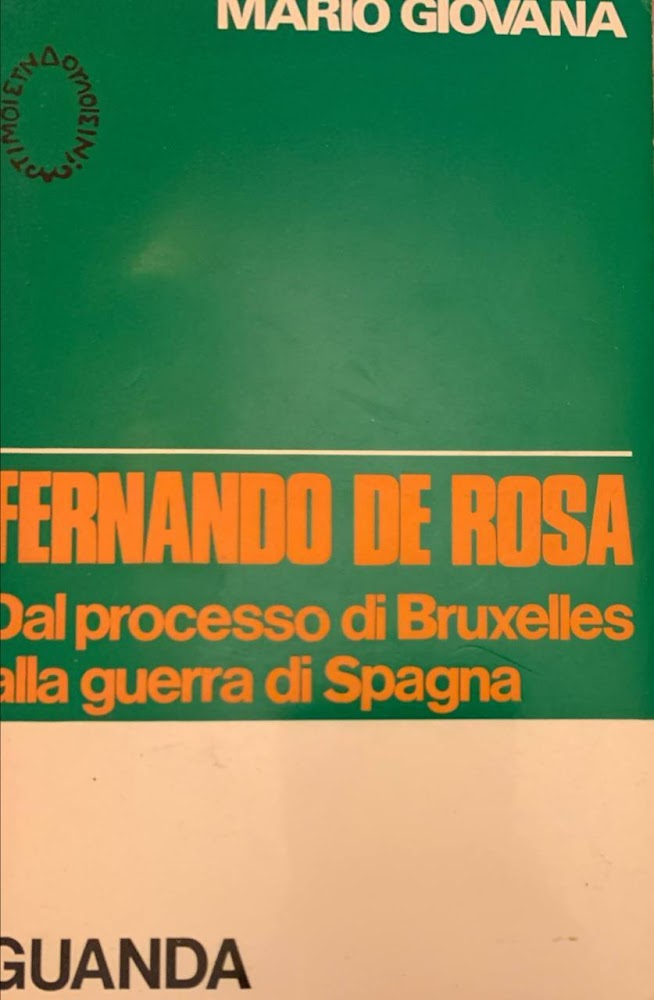 MARIO GIOVANA
FERNANDO DE ROSA
Dal processo di Bruxelles
alla guerra di Spagna
GUANDA